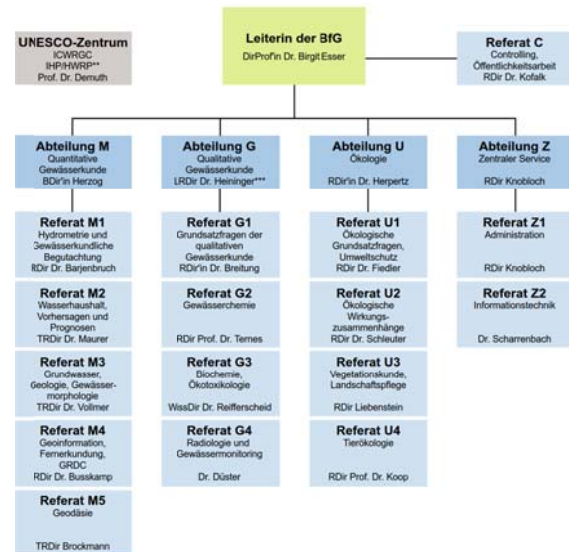 UNESCO-Zentrum
ICWRGC
IHP/HWRP**
Prof. Dr. Demuth
Leiterin der BfG
DirProf'in Dr. Birgit Esser
Referat C
Controlling,
Öffentlichkeitsarbeit
RDir Dr. Kofalk
Abteilung M
Quantitative
Gewässerkunde
BDir'in Herzog
Abteilung G
Qualitative
Gewässerkunde
LRDir Dr. Heininger***
Abteilung U
Ökologie
RDir'in Dr. Herpertz
Abteilung Z
Zentraler Service
RDir Knobloch
Referat M1
Hydrometrie und
Gewässerkundliche
Begutachtung
RDir Dr. Barjenbruch
Referat G1
Grundsatzfragen der
qualitativen
Gewässerkunde
RDir'in Dr. Breitung
Referat U1
Ökologische
Grundsatzfragen,
Umweltschutz
RDir Dr. Fiedler
Referat Z1
Administration
RDir Knobloch
Referat M2
Wasserhaushalt,
Vorhersagen und
Prognosen
TRDir Dr. Maurer
Referat G2
Gewässerchemie
RDir Prof. Dr. Ternes
Referat U2
Ökologische
Wirkungs-
zusammenhänge
RDir Dr. Schleuter
Referat Z2
Informationstechnik
Dr. Scharrenbach
Referat M3
Grundwasser,
Geologie, Gewässer-
morphologie
TRDir Dr. Vollmer
Referat G3
Biochemie,
Ökotoxikologie
WissDir Dr. Reifferscheid
Referat U3
Vegetationskunde,
Landschaftspflege
RDir Liebenstein
Referat M4
Geoinformation,
Fernerkundung,
GRDC
RDir Dr. Busskamp
Referat G4
Radiologie und
Gewässermonitoring
Dr. Düster
Referat U4
Tierökologie
RDir Prof. Dr. Koop
Referat M5
Geodäsie
TRDir Brockmann